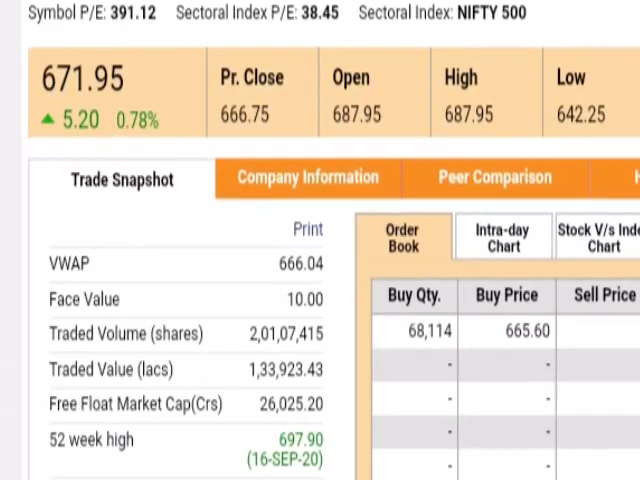 Symbol P/E: 391.12 Sectoral Index P/E: 38.45 Sectoral Index: NIFTY 500
671.95 Pr. Close Open High Low
5.20 0.78% 666.75 687.95 687.95 642.25
Trade Snapshot Company Information Peer Comparison H
Print
VWAP 666.04
Face Value 10.00
Traded Volume (shares) 2,01,07,415
Traded Value (lacs) 1,33,923.43
Free Float Market Cap(Crs) 26,025.20
52 week high 697.90
(16-SEP-20)
Order Intra-day Stock V/s Inde
Book Chart Chart
Buy Qty. Buy Price Sell Price
68,114 665.60
- -
- -
- -
- -